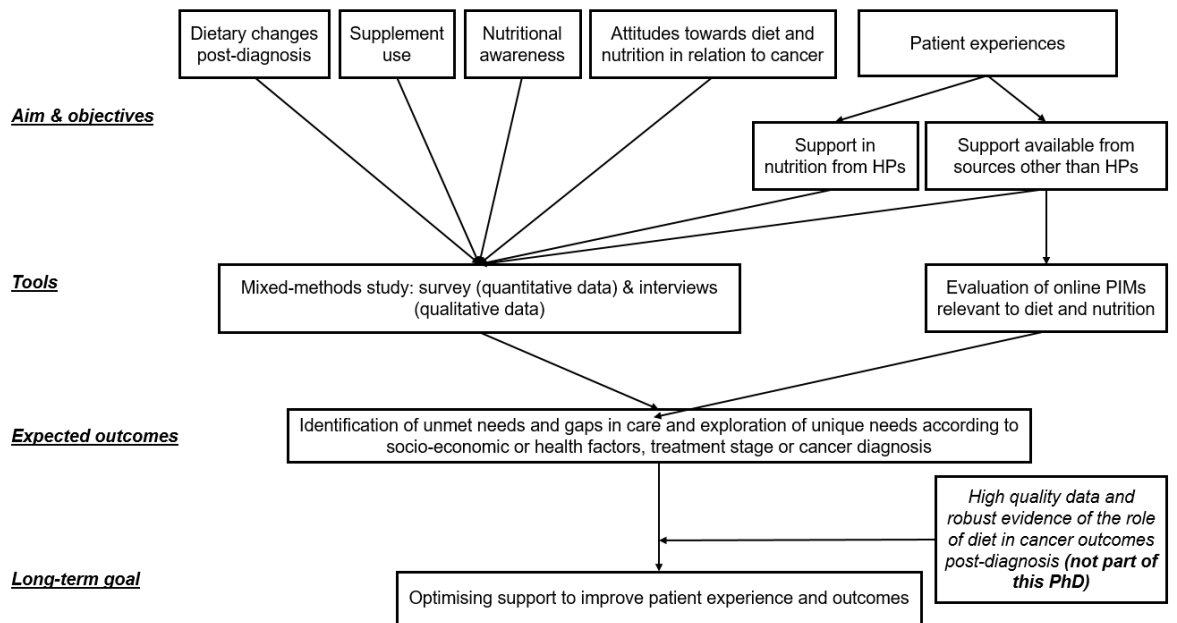 Dietary changes
post-diagnosis
Supplement
use
Nutritional
awareness
Attitudes towards diet and
nutrition in relation to cancer
Patient experiences
Aim & objectives
Support in
nutrition from HPs
Support available from
sources other than HPs
Tools
Mixed-methods study: survey (quantitative data) & interviews
(qualitative data)
Evaluation of online PIMs
relevant to diet and nutrition
Expected outcomes
Identification of unmet needs and gaps in care and exploration of unique needs according to
socio-economic or health factors, treatment stage or cancer diagnosis
High quality data and
robust evidence of the role
of diet in cancer outcomes
post-diagnosis (not part of
this PhD)
Long-term goal
Optimising support to improve patient experience and outcomes